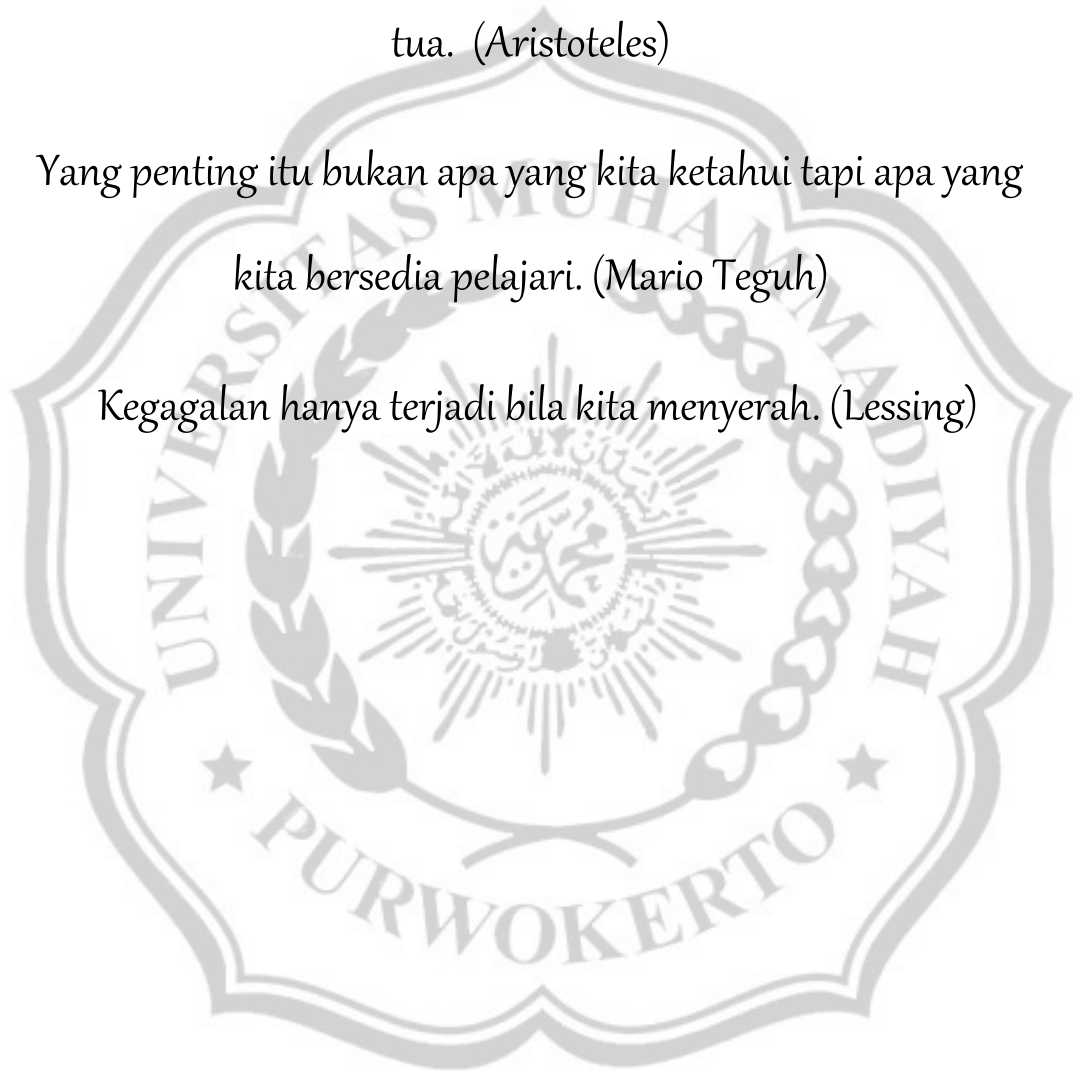 tua. (Aristoteles)
Yang penting itu bukan apa yang kita ketahui tapi apa yang
kita bersedia pelajari. (Mario Teguh)
Kegagalan hanya terjadi bila kita menyerah. (Lessing)
UNIVERSITAS MUHAMMADIYAH
PURWOKERTO